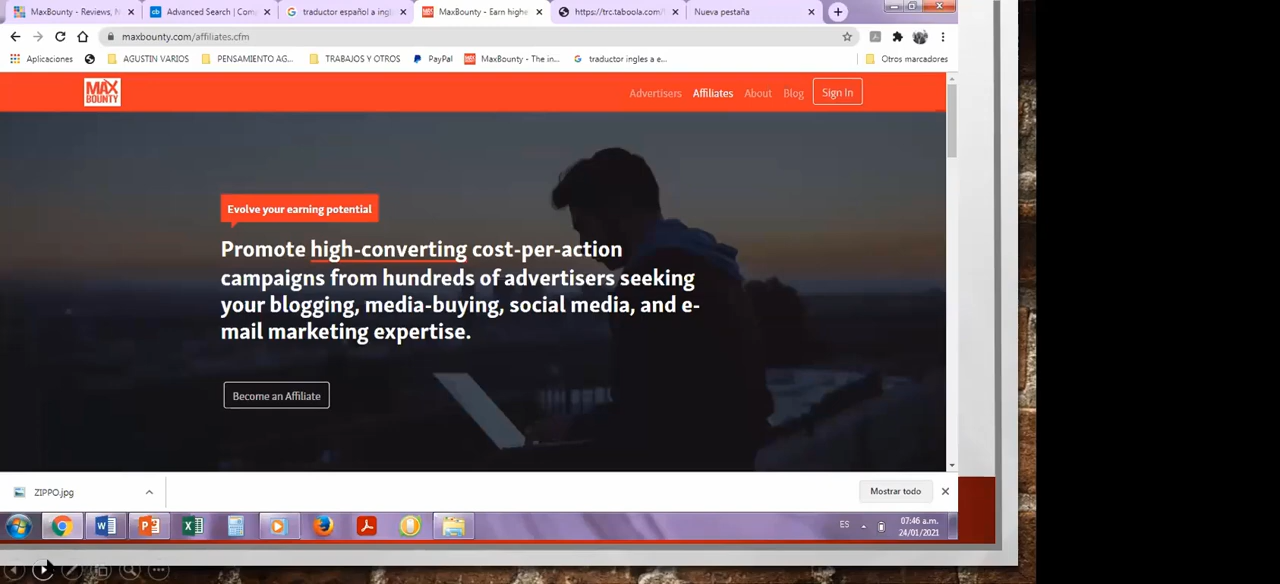 MaxBounty - Reviews, N
Advanced Search | Comp
traductor español a ingl
MaxBounty - Earn highe
https://trc.taboola.com/
Nueva pestaña
maxbounty.com/affiliates.cfm
Aplicaciones
AGUSTIN VARIOS
PENSAMIENTO AG...
TRABAJOS Y OTROS
PayPal
MaxBounty - The in...
traductor ingles a e...
Otros marcadores
MAX
BOUNTY
Advertisers
Affiliates
About
Blog
Sign In
Evolve your earning potential
Promote high-converting cost-per-action
campaigns from hundreds of advertisers seeking
your blogging, media-buying, social media, and e-
mail marketing expertise.
Become an Affiliate
ZIPPO.jpg
Mostrar todo
ES
07:46 a.m.
24/01/2021